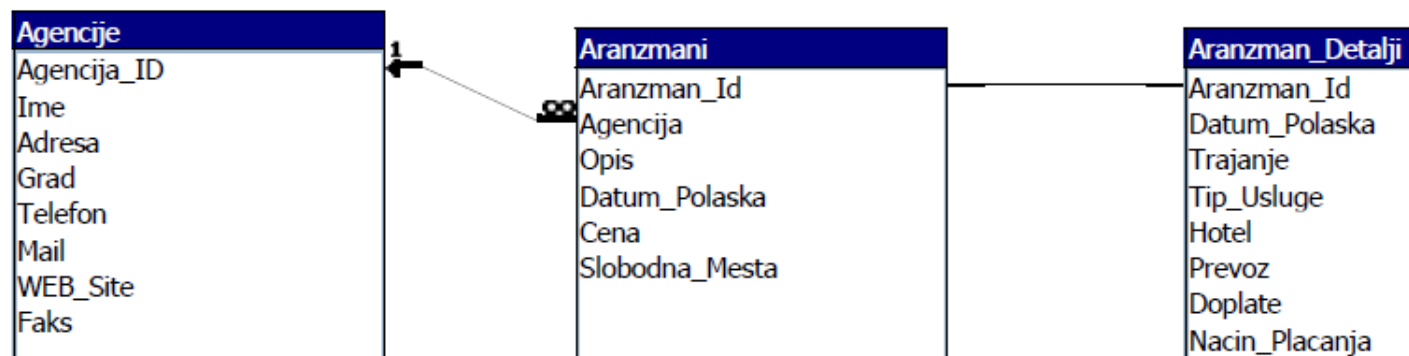 Agencije
Agencija_ID
Ime
Adresa
Grad
Telefon
Mail
WEB_Site
Faks
1
∞
Aranzmani
Aranzman_Id
Agencija
Opis
Datum_Polaska
Cena
Slobodna_Mesta
Aranzman_Detalji
Aranzman_Id
Datum_Polaska
Trajanje
Tip_Usluge
Hotel
Prevoz
Doplate
Nacin_Placanja